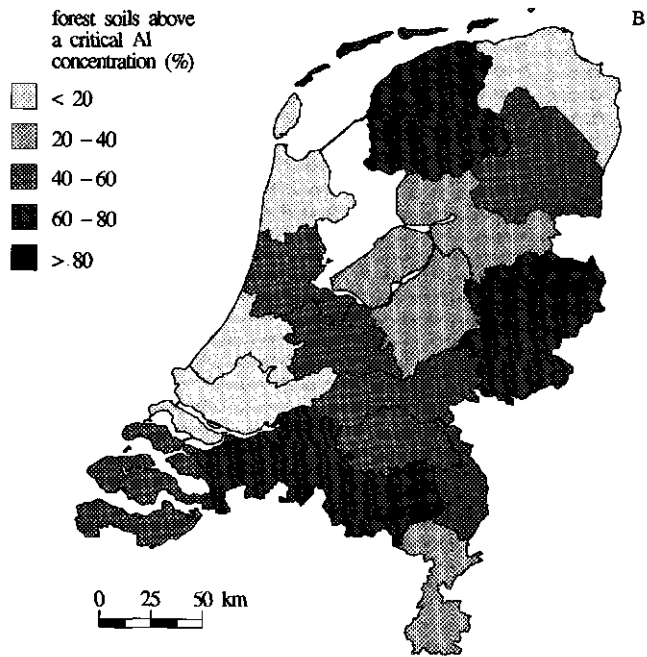 forest soils above
a critical Al
concentration (%)
B
< 20
20 – 40
40 – 60
60 – 80
> 80
0 25 50 km